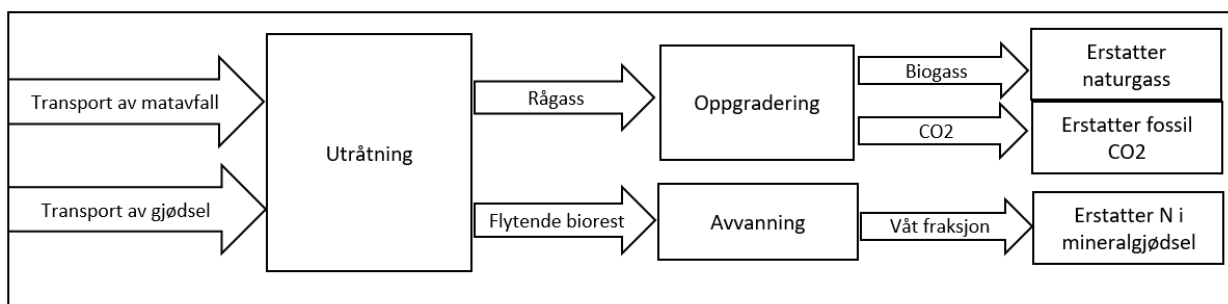 Transport av matavfall
Transport av gjødsel
Utråtning
Rågass
Flytende biorest
Oppgradering
Avvanning
Biogass
CO2
Våt fraksjon
Erstatter
naturgass
Erstatter fossil
CO2
Erstatter N i
mineralgjødsel